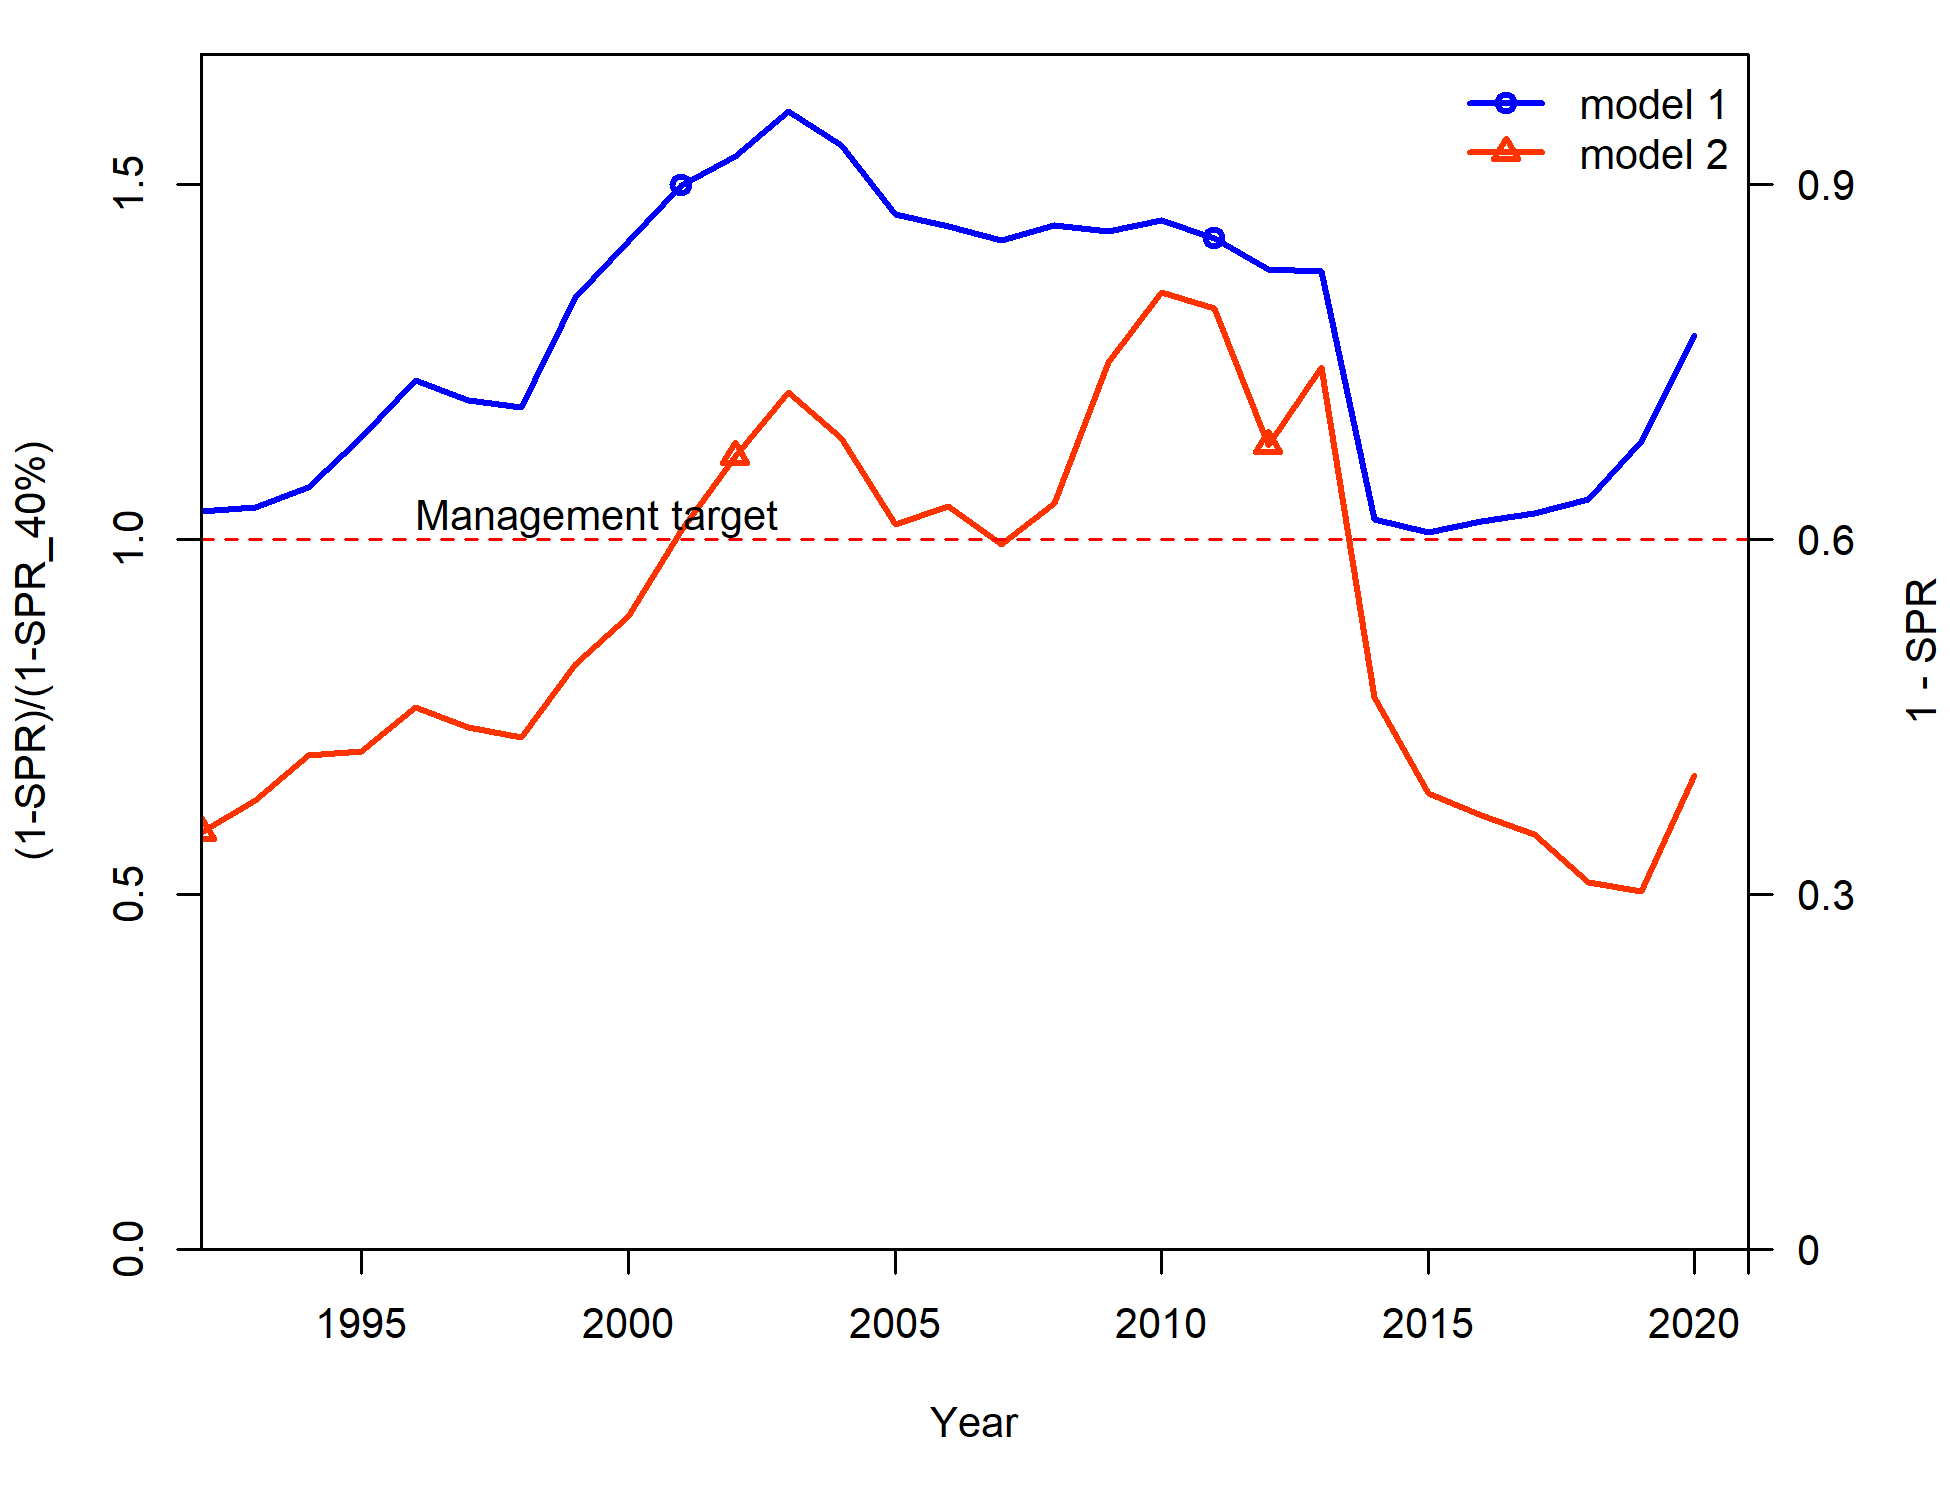 model 1
model 2
Management target
(1-SPR)/(1-SPR_40%)
1.5
1.0
0.5
0.0
0.9
0.6
0.3
0
1 - SPR
1995 2000 2005 2010 2015 2020
Year